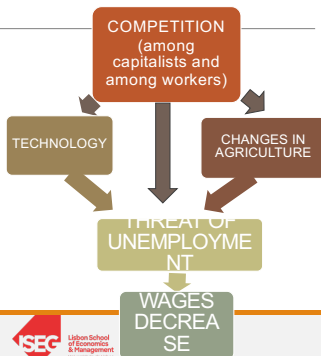 COMPETITION
(among
capitalists and
among workers)
TECHNOLOGY
CHANGES IN
AGRICULTURE
THREAT OF
UNEMPLOYME
NT
WAGES
DECREA
SE
ISEG
Lisbon School
of Economics
& Management